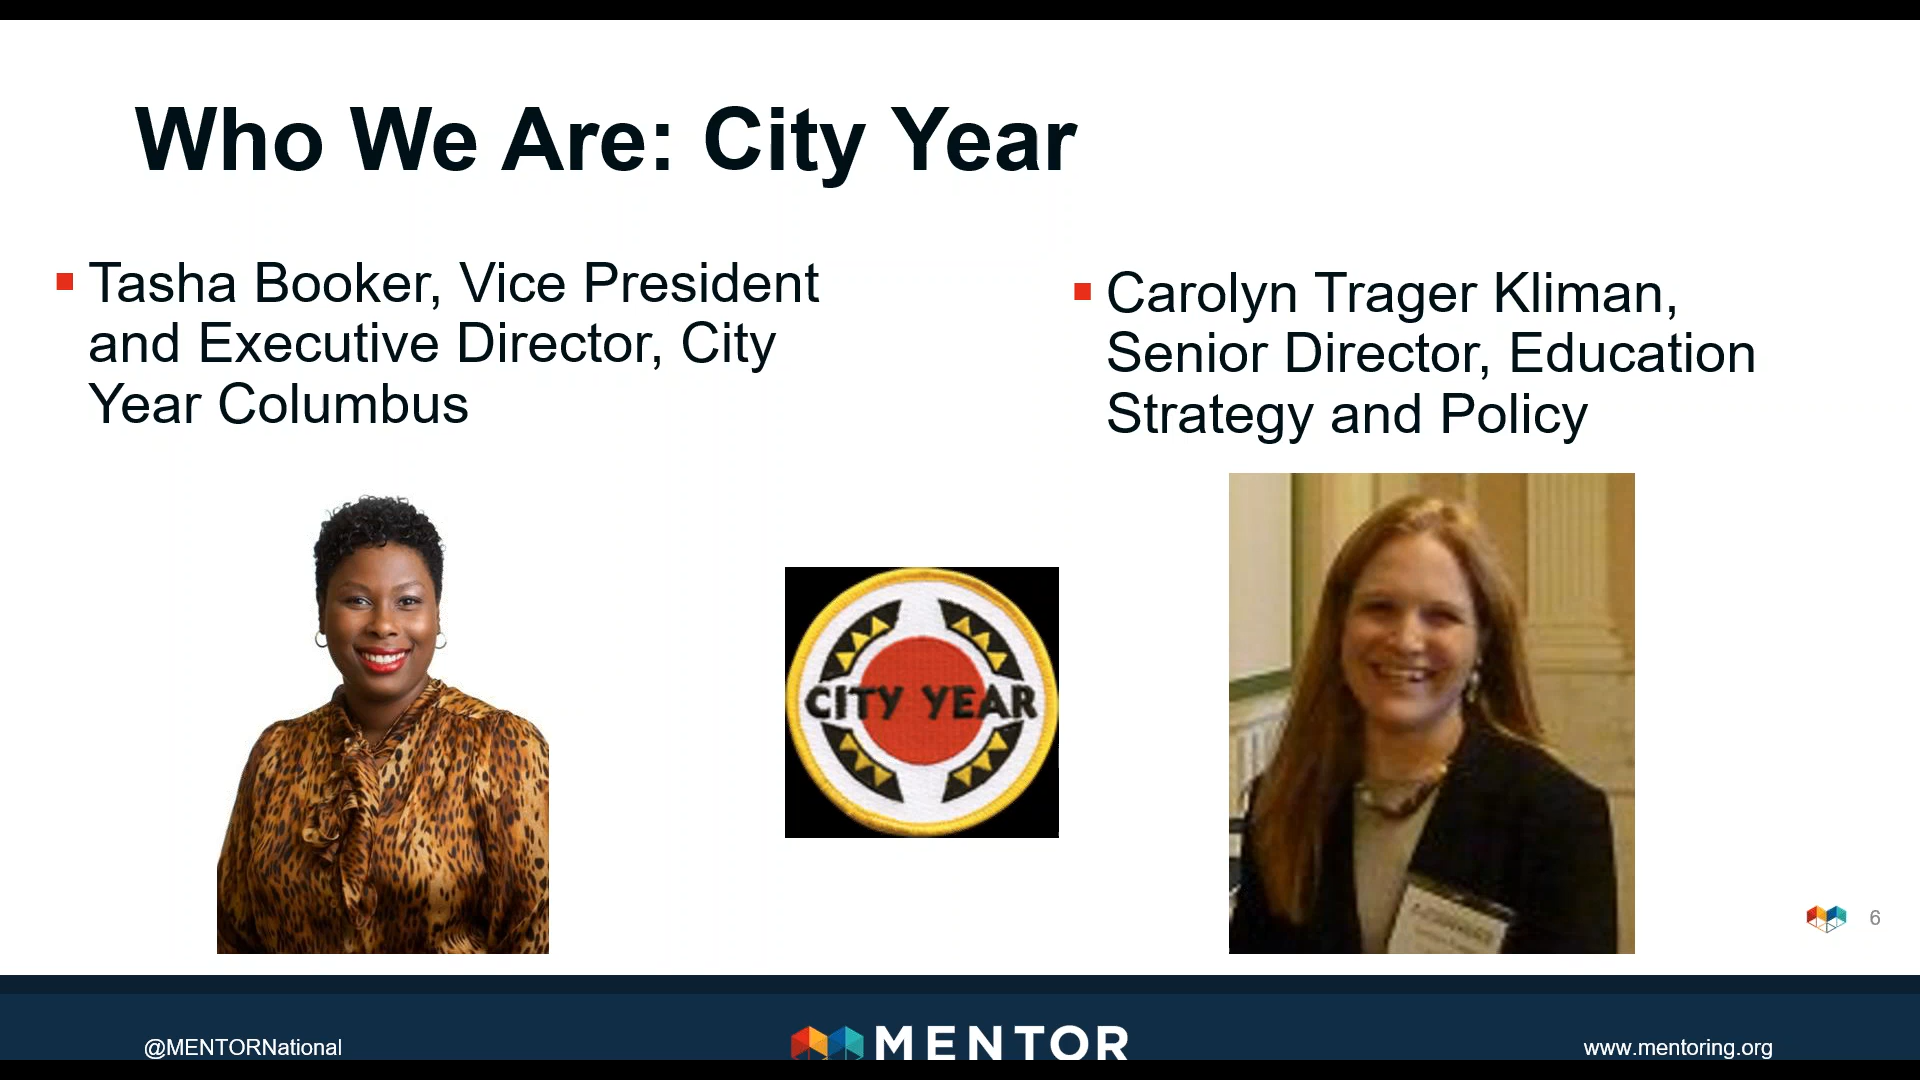 Who We Are: City Year
Tasha Booker, Vice President
and Executive Director, City
Year Columbus
Carolyn Trager Kliman,
Senior Director, Education
Strategy and Policy
CITY YEAR
6
@MENTORNational
MENTOR
www.mentoring.org